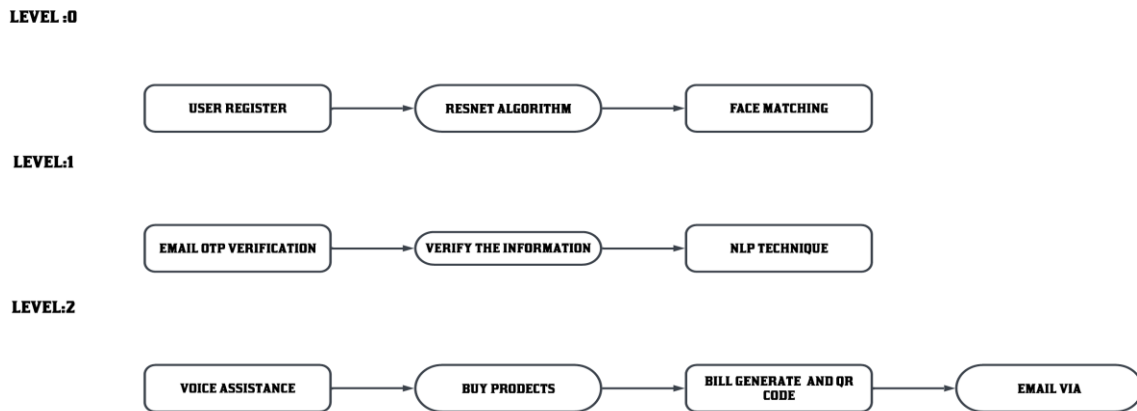 LEVEL :0
USER REGISTER
RESNET ALGORITHM
FACE MATCHING
LEVEL:1
EMAIL OTP VERIFICATION
VERIFY THE INFORMATION
NLP TECHNIQUE
LEVEL:2
VOICE ASSISTANCE
BUY PRODECTS
BILL GENERATE AND QR
CODE
EMAIL VIA